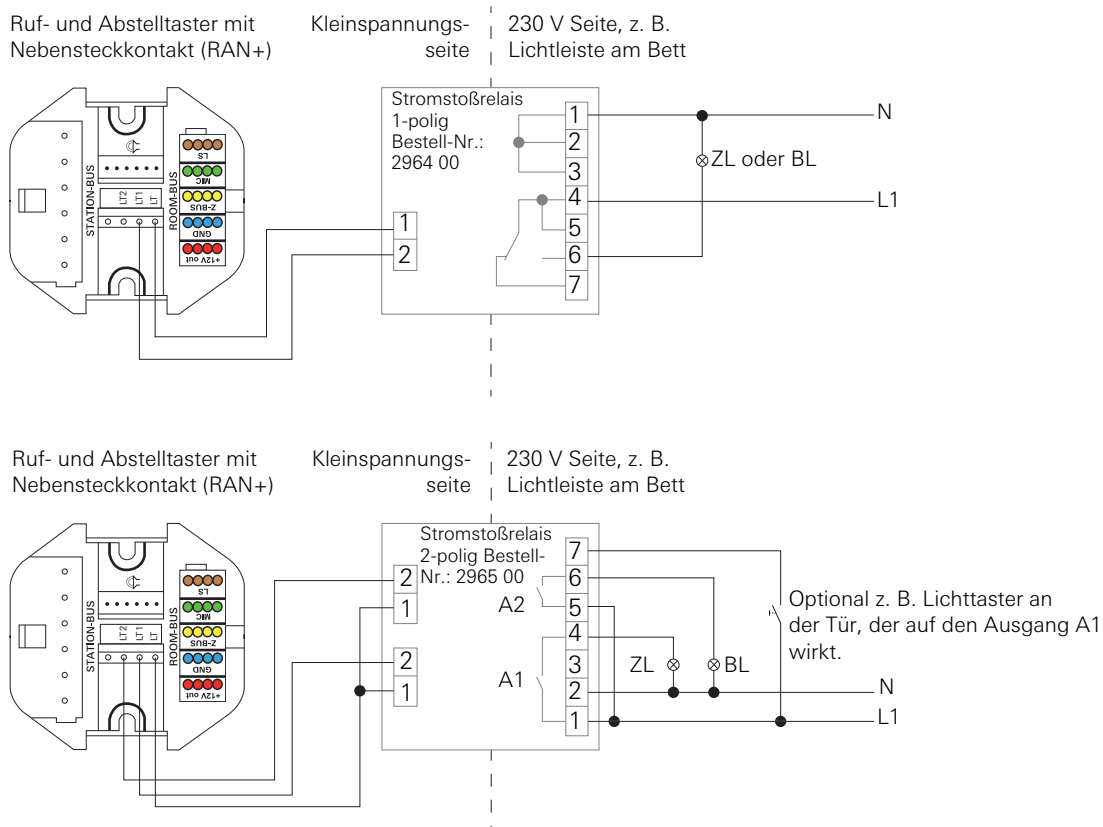 Ruf- und Abstelltaster mit
Nebensteckkontakt (RAN+)
Kleinspannungs-
seite
230 V Seite, z. B.
Lichtleiste am Bett
STATION-BUS
LT2
LT1
LT
ROOM-BUS
LS
MIC
Z-BUS
GND
+12V out
1
2
Stromstoßrelais
1-polig
Bestell-Nr.:
2964 00
1
2
3
4
5
6
7
N
ZL oder BL
L1
Ruf- und Abstelltaster mit
Nebensteckkontakt (RAN+)
Kleinspannungs-
seite
230 V Seite, z. B.
Lichtleiste am Bett
STATION-BUS
LT2
LT1
LT
ROOM-BUS
LS
MIC
Z-BUS
GND
+12V out
2
1
2
1
Stromstoßrelais
2-polig Bestell-
Nr.: 2965 00
A2
A1
7
6
5
4
3
2
1
ZL
BL
Optional z. B. Lichttaster an
der Tür, der auf den Ausgang A1
wirkt.
N
L1